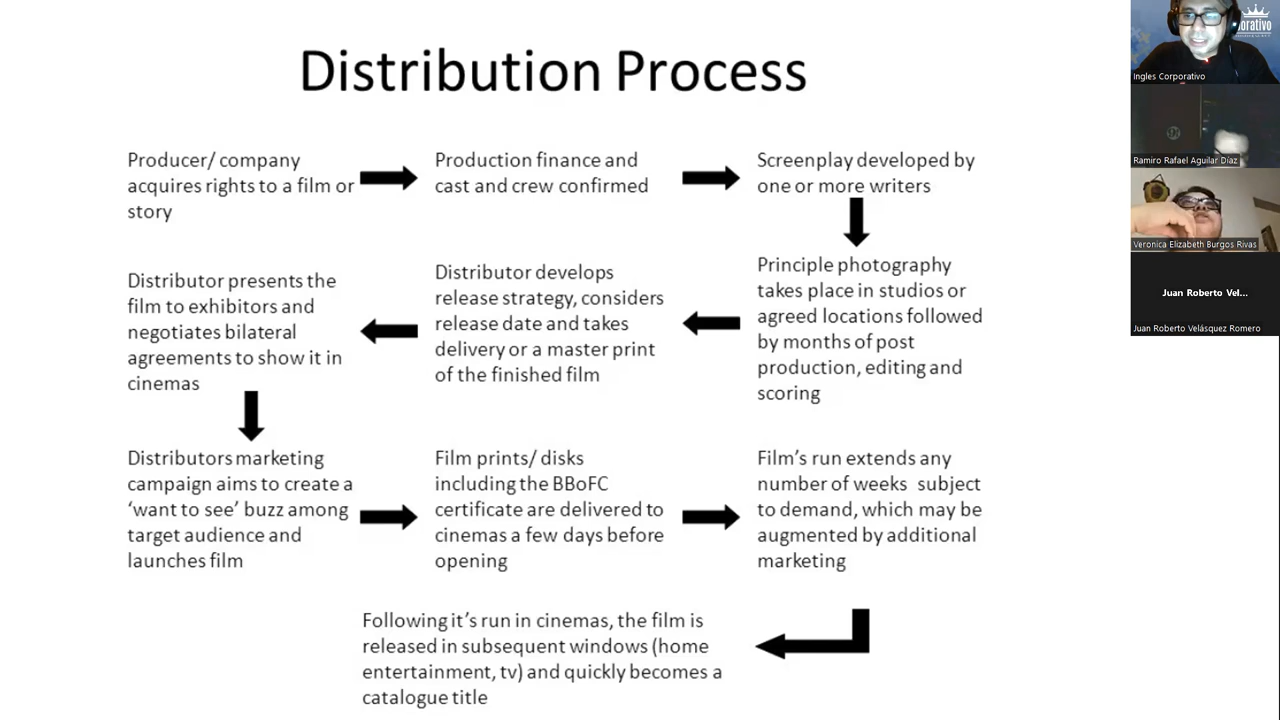 Distribution Process
Producer/ company
acquires rights to a film or
story
Production finance and
cast and crew confirmed
Screenplay developed by
one or more writers
Principle photography
takes place in studios or
agreed locations followed
by months of post
production, editing and
scoring
Distributor develops
release strategy, considers
release date and takes
delivery or a master print
of the finished film
Distributor presents the
film to exhibitors and
negotiates bilateral
agreements to show it in
cinemas
Distributors marketing
campaign aims to create a
‘want to see’ buzz among
target audience and
launches film
Film prints/ disks
including the BBoFC
certificate are delivered to
cinemas a few days before
opening
Film’s run extends any
number of weeks subject
to demand, which may be
augmented by additional
marketing
Following it’s run in cinemas, the film is
released in subsequent windows (home
entertainment, tv) and quickly becomes a
catalogue title
orativo
Ingles Corporativo
Ramiro Rafael Aguilar Díaz
Veronica Elizabeth Burgos Rivas
Juan Roberto Vel...
Juan Roberto Velásquez Romero